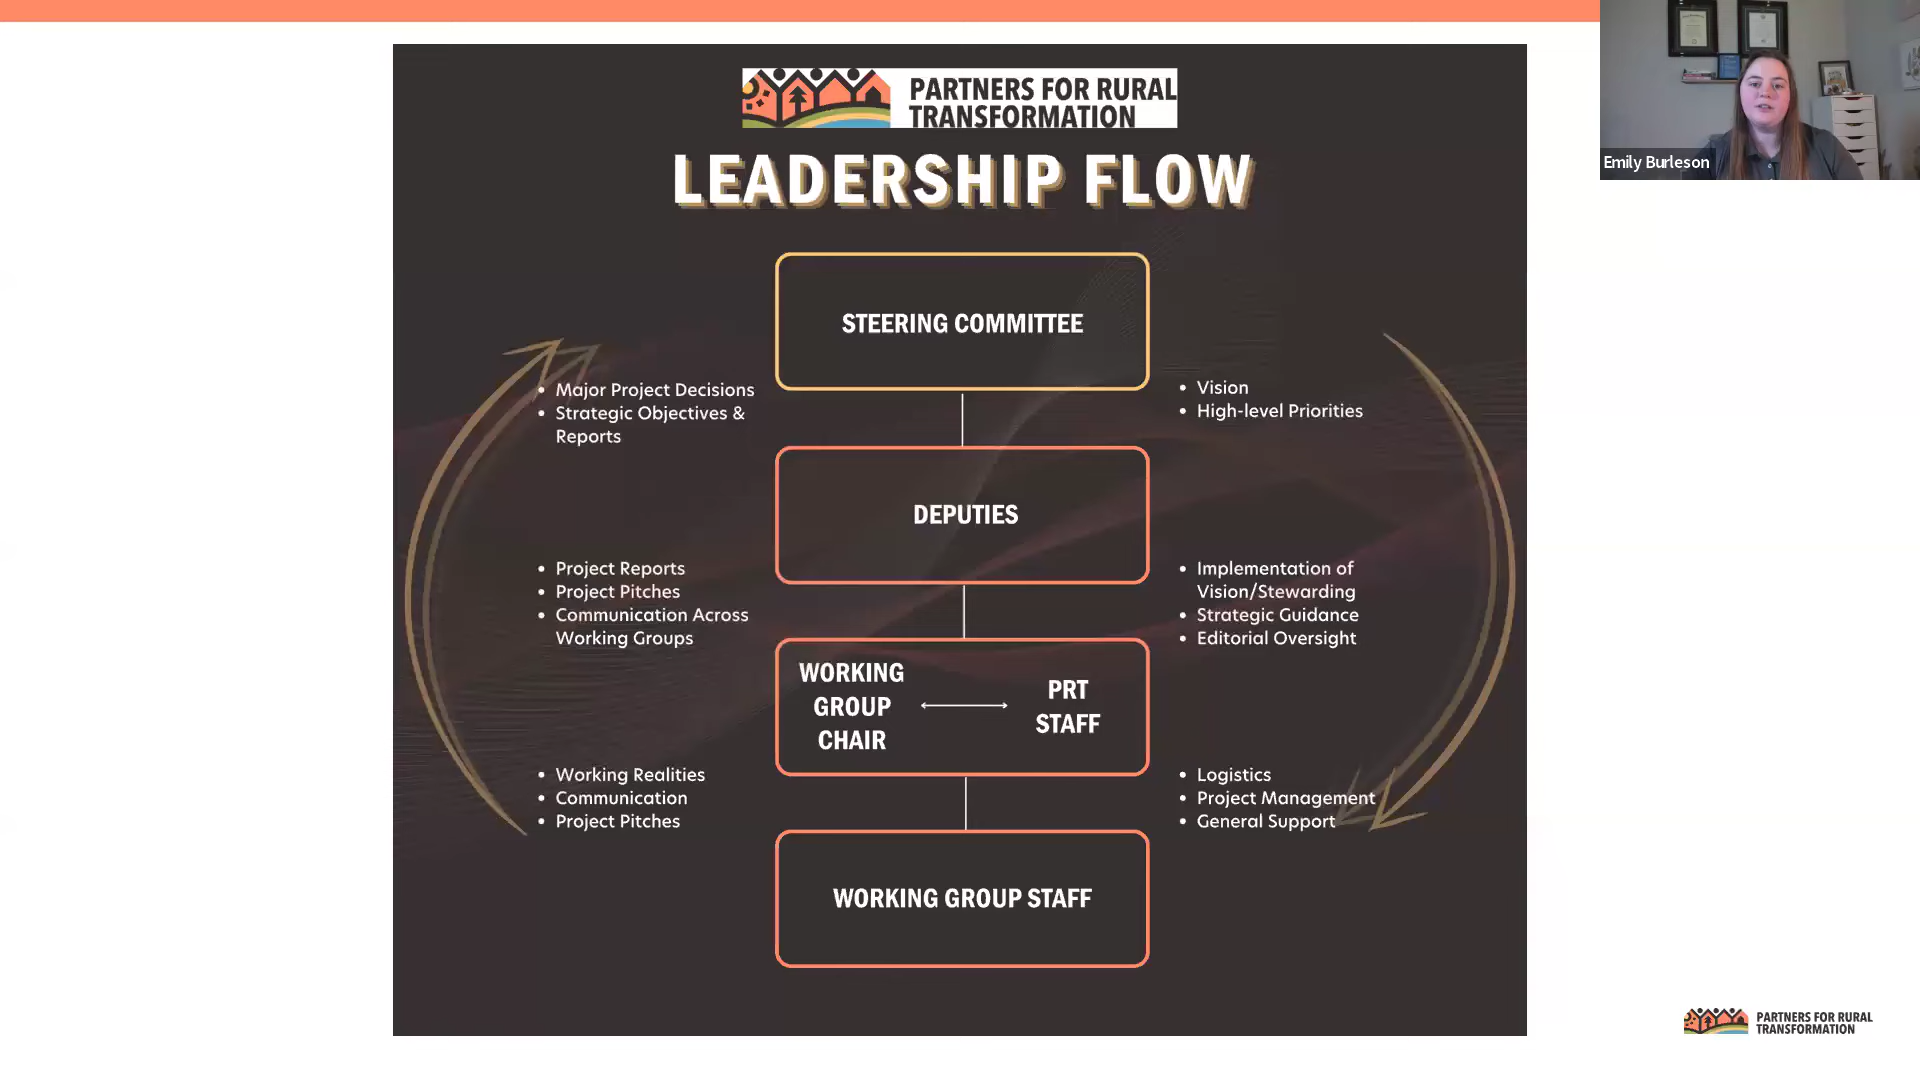 PARTNERS FOR RURAL
TRANSFORMATION
LEADERSHIP FLOW
Emily Burleson
STEERING COMMITTEE
• Major Project Decisions
• Strategic Objectives &
Reports
• Vision
• High-level Priorities
DEPUTIES
• Project Reports
• Project Pitches
• Communication Across
Working Groups
• Implementation of
Vision/Stewarding
• Strategic Guidance
• Editorial Oversight
WORKING
GROUP
CHAIR
PRT
STAFF
• Working Realities
• Communication
• Project Pitches
• Logistics
• Project Management
• General Support
WORKING GROUP STAFF
PARTNERS FOR RURAL
TRANSFORMATION